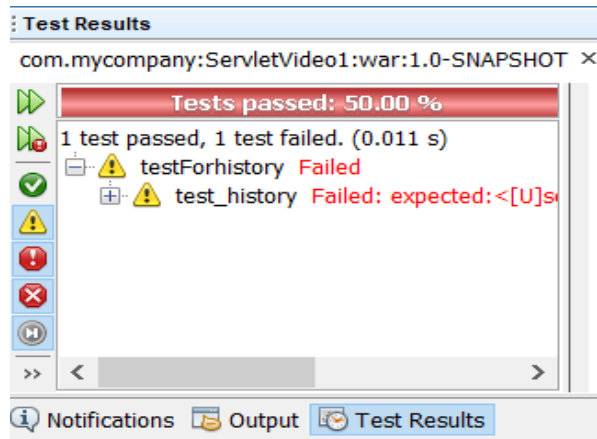 Test Results
com.mycompany:ServletVideo1:war:1.0-SNAPSHOT ×
Tests passed: 50.00 %
1 test passed, 1 test failed. (0.011 s)
testForhistory Failed
test_history Failed: expected:<[U]se
>>
Notifications Output Test Results